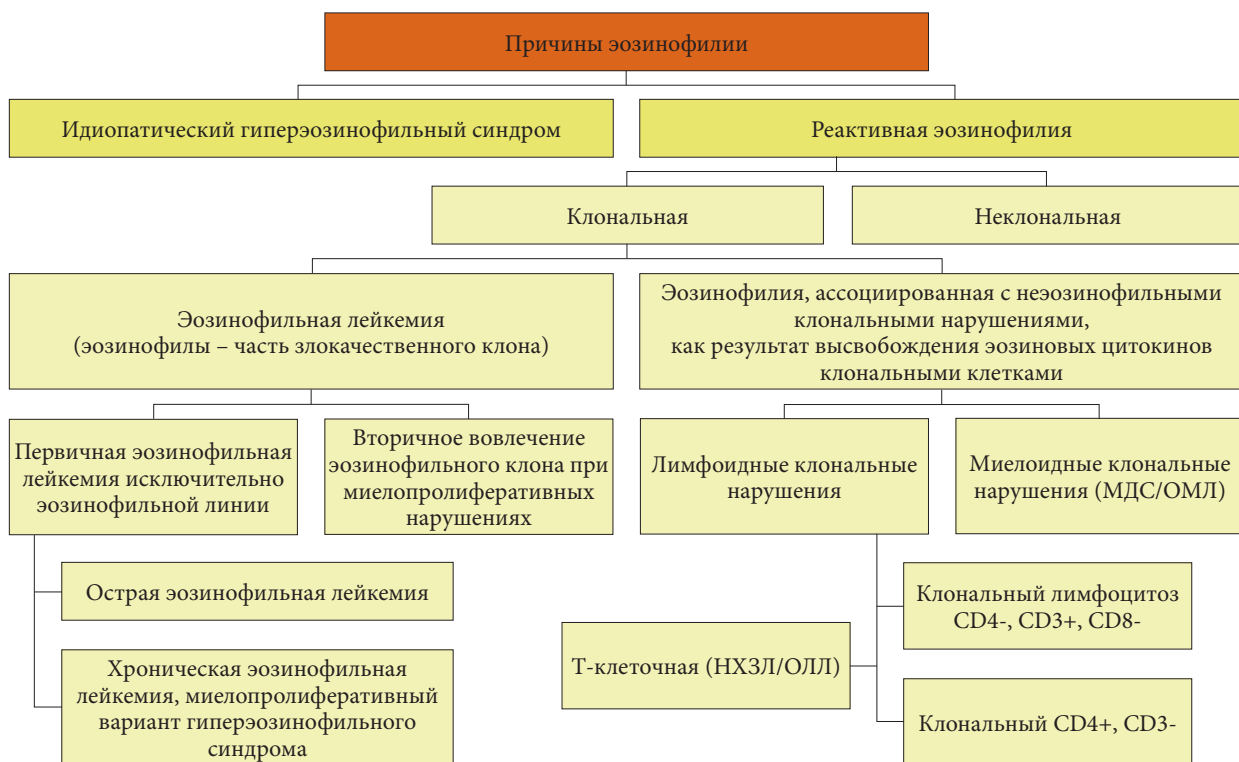 Причины эозинофилии
Идиопатический гиперэозинофильный синдром
Реактивная эозинофилия
Клональная
Неклональная
Эозинофильная лейкемия
(эозинофилы – часть злокачественного клона)
Эозинофилия, ассоциированная с неэозинофильными
клональными нарушениями,
как результат высвобождения эозиновых цитокинов
клональными клетками
Первичная эозинофильная
лейкемия исключительно
эозинофильной линии
Вторичное вовлечение
эозинофильного клона при
миелопролиферативных
нарушениях
Лимфоидные клональные
нарушения
Миелоидные клональные
нарушения (МДС/ОМЛ)
Острая эозинофильная лейкемия
Хроническая эозинофильная
лейкемия, миелопролиферативный
вариант гиперэозинофильного
синдрома
Т-клеточная (НХЗЛ/ОЛЛ)
Клональный лимфоцитоз
CD4-, CD3+, CD8-
Клональный CD4+, CD3-